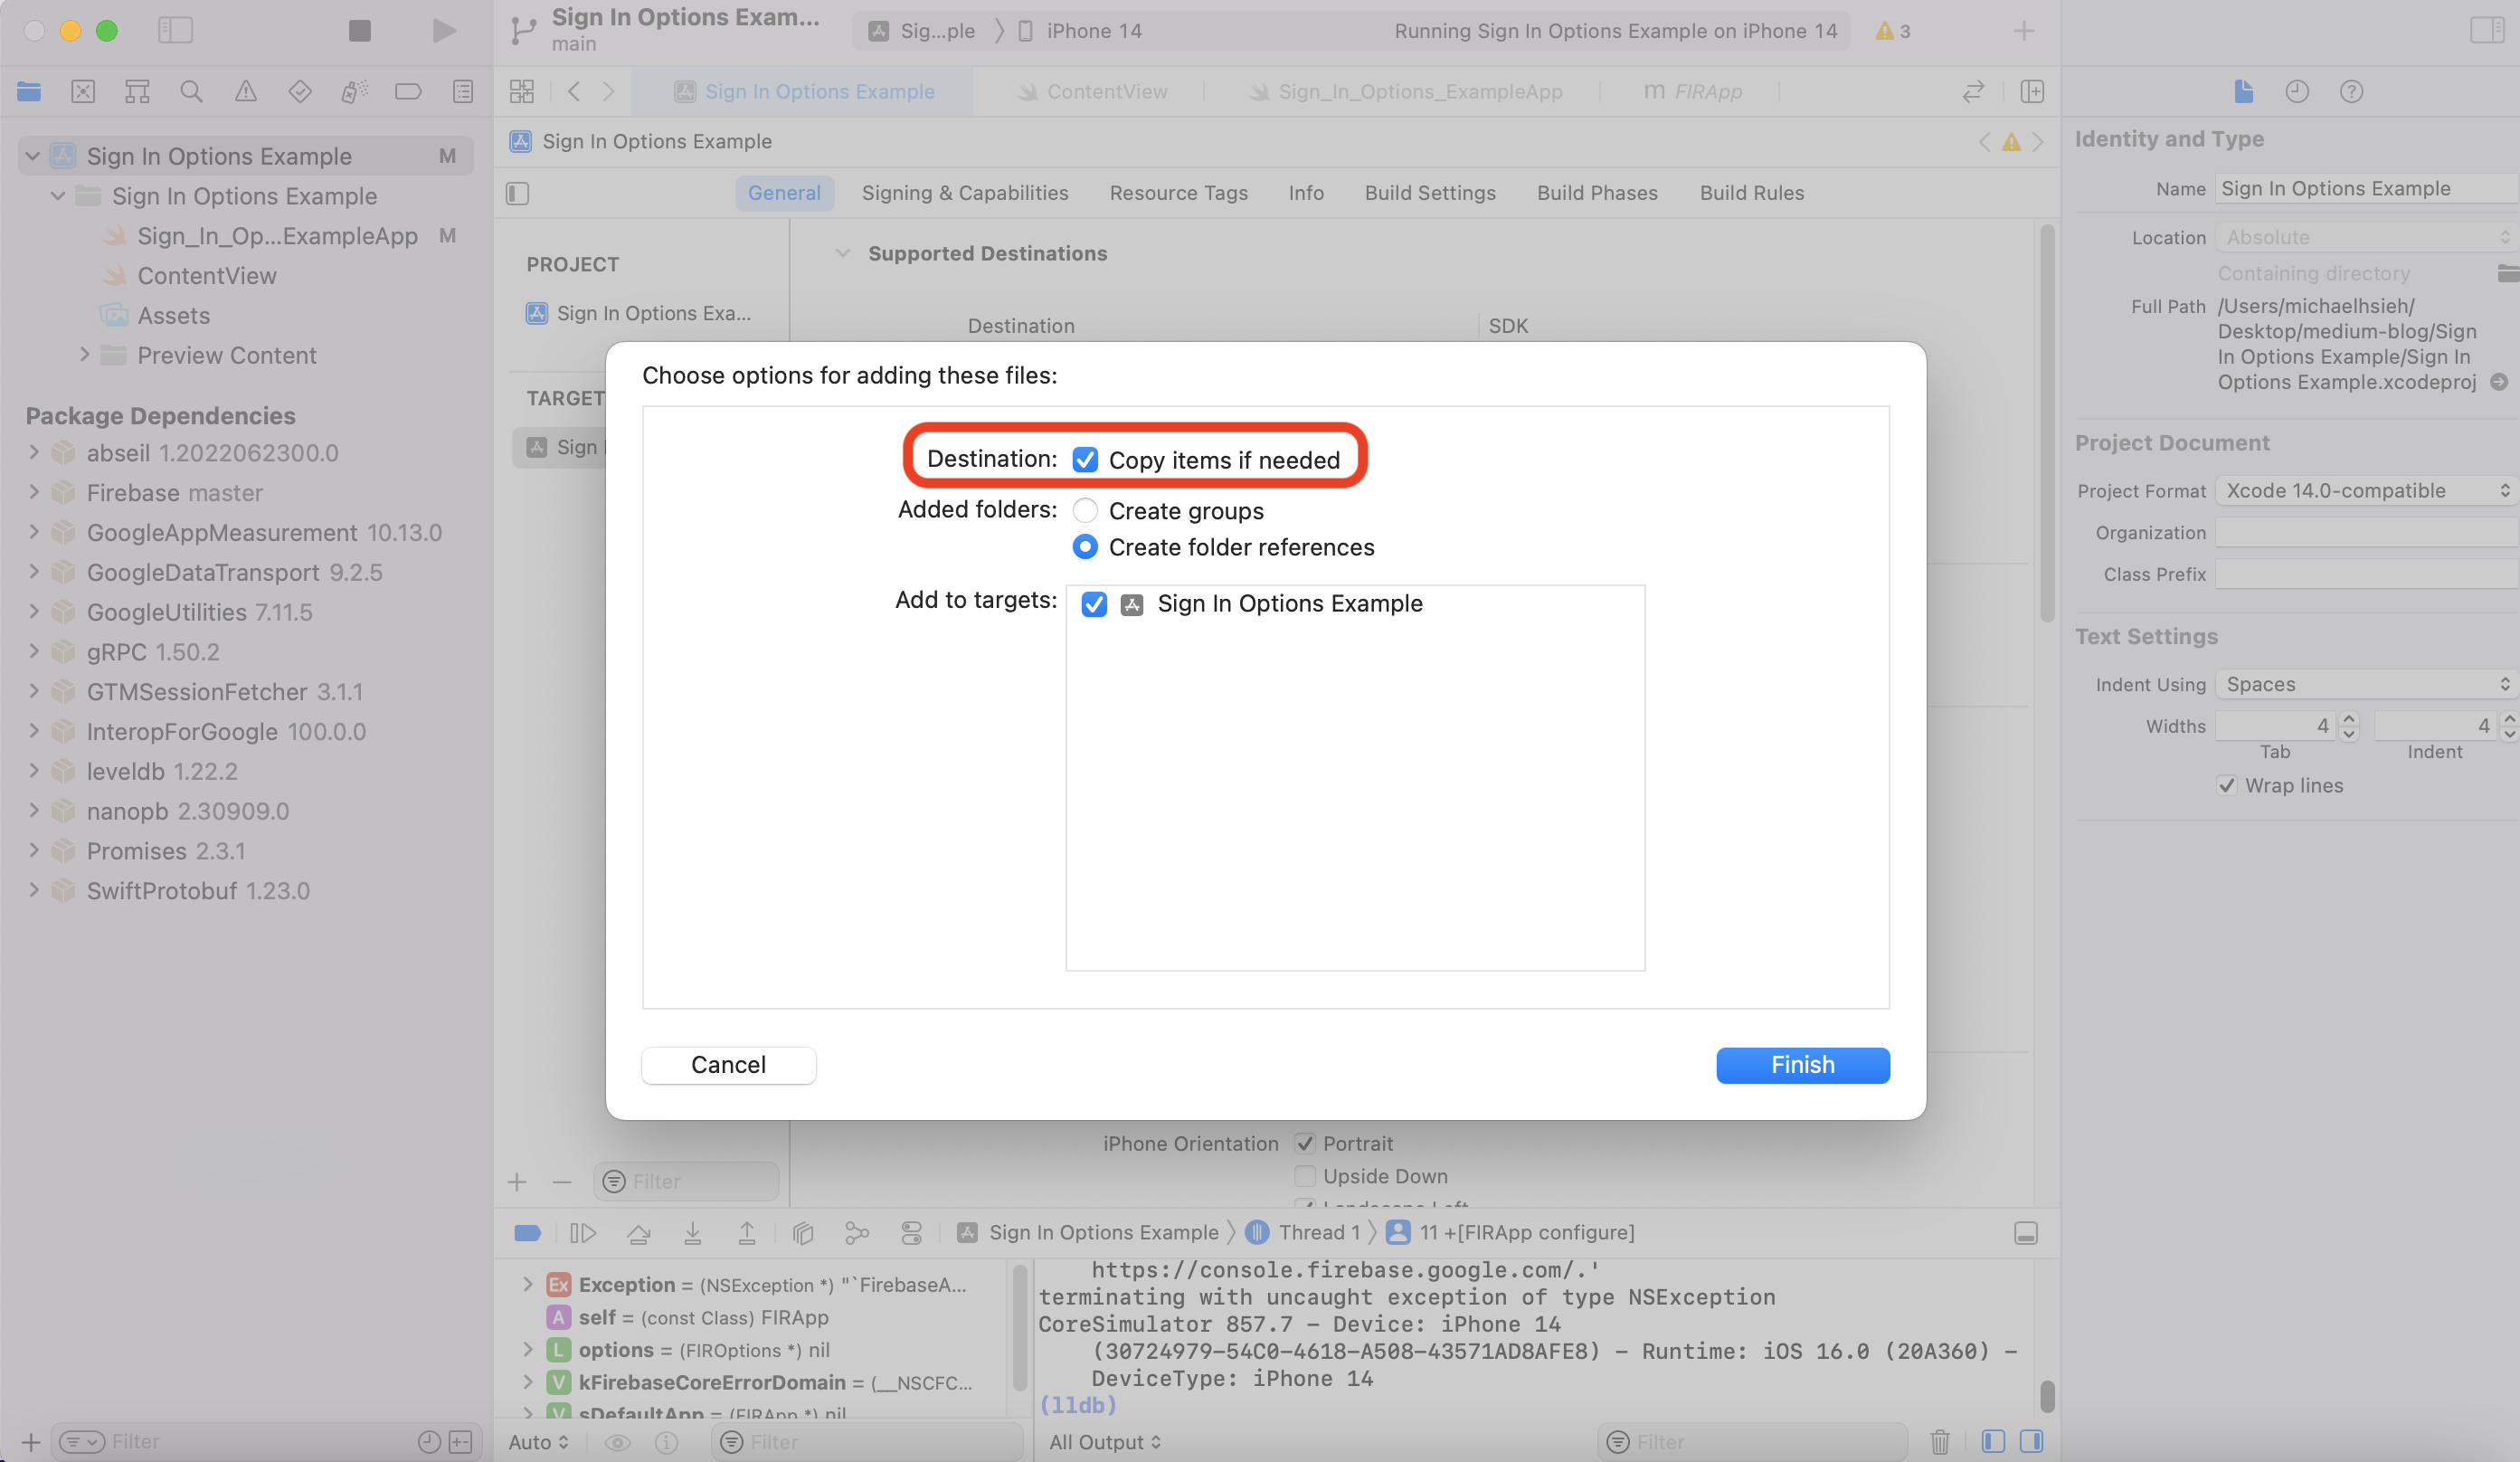 Sign In Options Exam...
main
Sig...ple
iPhone 14
Running Sign In Options Example on iPhone 14
3
Sign In Options Example
ContentView
Sign_In_Options_ExampleApp
m FIRApp
Sign In Options Example M
Sign In Options Example
Sign_In_Op...ExampleApp M
ContentView
Assets
Preview Content
Package Dependencies
abseil 1.2022062300.0
Firebase master
GoogleAppMeasurement 10.13.0
GoogleDataTransport 9.2.5
GoogleUtilities 7.11.5
gRPC 1.50.2
GTMSessionFetcher 3.1.1
InteropForGoogle 100.0.0
leveldb 1.22.2
nanopb 2.30909.0
Promises 2.3.1
SwiftProtobuf 1.23.0
Filter
Sign In Options Example
General
Signing & Capabilities
Resource Tags
Info
Build Settings
Build Phases
Build Rules
PROJECT
Sign In Options Exa...
TARGET
Sign
Supported Destinations
Destination
SDK
Choose options for adding these files:
Destination: Copy items if needed
Added folders: Create groups
Create folder references
Add to targets: Sign In Options Example
Cancel
Finish
iPhone Orientation Portrait
Upside Down
Landscape Left
Filter
Sign In Options Example
Thread 1
11 +[FIRApp configure]
Ex Exception = (NSException *) "`FirebaseA...
A self = (const Class) FIRApp
L options = (FIROptions *) nil
V kFirebaseCoreErrorDomain = (__NSCFC...
V sDefaultApp = (FIRApp *) nil
Auto
Filter
https://console.firebase.google.com/.'
terminating with uncaught exception of type NSException
CoreSimulator 857.7 - Device: iPhone 14
(30724979-54C0-4618-A508-43571AD8AFE8) - Runtime: iOS 16.0 (20A360) -
DeviceType: iPhone 14
(lldb)
All Output
Filter
Identity and Type
Name Sign In Options Example
Location Absolute
Containing directory
Full Path /Users/michaelhsieh/
Desktop/medium-blog/Sign
In Options Example/Sign In
Options Example.xcodeproj
Project Document
Project Format Xcode 14.0-compatible
Organization
Class Prefix
Text Settings
Indent Using Spaces
Widths 4 4
Tab Indent
Wrap lines